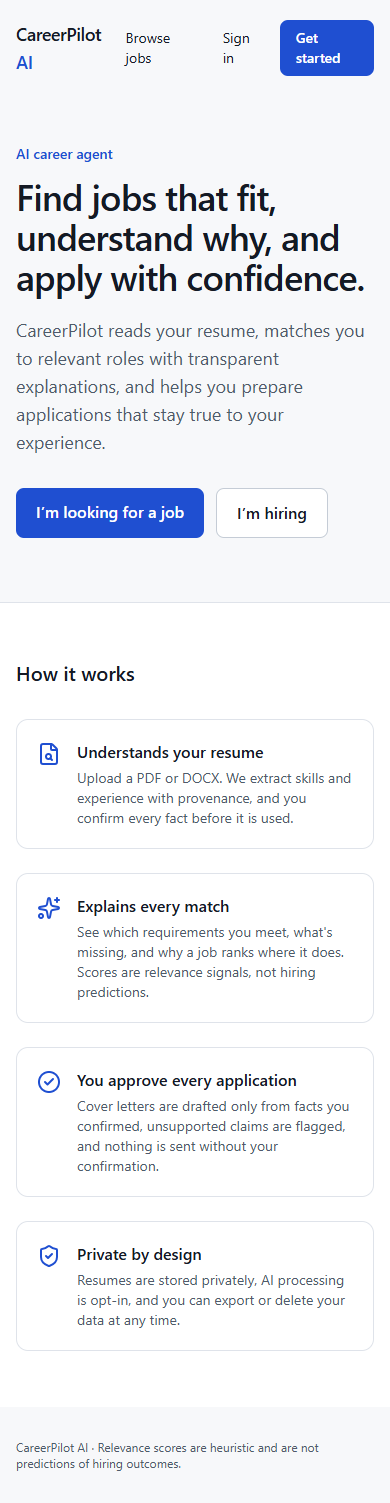 CareerPilot
AI
Browse
jobs
Sign
in
Get
started
AI career agent
Find jobs that fit,
understand why, and
apply with confidence.
CareerPilot reads your resume, matches you
to relevant roles with transparent
explanations, and helps you prepare
applications that stay true to your
experience.
I’m looking for a job
I’m hiring
How it works
Understands your resume
Upload a PDF or DOCX. We extract skills and
experience with provenance, and you
confirm every fact before it is used.
Explains every match
See which requirements you meet, what's
missing, and why a job ranks where it does.
Scores are relevance signals, not hiring
predictions.
You approve every application
Cover letters are drafted only from facts you
confirmed, unsupported claims are flagged,
and nothing is sent without your
confirmation.
Private by design
Resumes are stored privately, AI processing
is opt-in, and you can export or delete your
data at any time.
CareerPilot AI · Relevance scores are heuristic and are not
predictions of hiring outcomes.